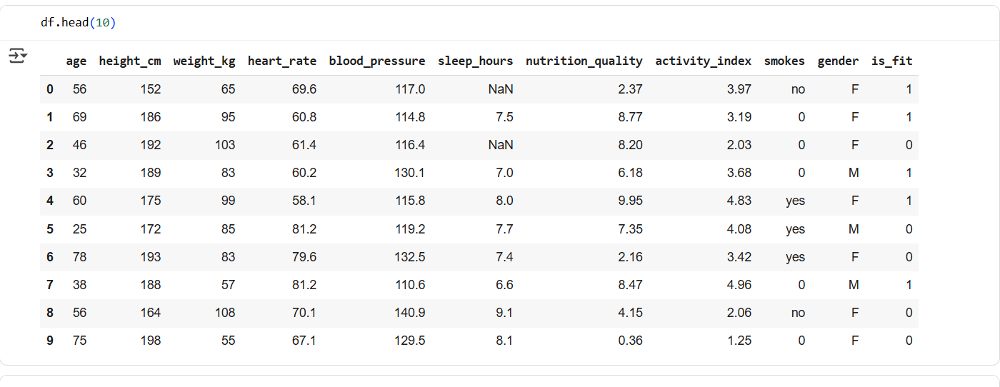 df.head(10)
age height_cm weight_kg heart_rate blood_pressure sleep_hours nutrition_quality activity_index smokes gender is_fit
0 56 152 65 69.6 117.0 NaN 2.37 3.97 no F 1
1 69 186 95 60.8 114.8 7.5 8.77 3.19 0 F 1
2 46 192 103 61.4 116.4 NaN 8.20 2.03 0 F 0
3 32 189 83 60.2 130.1 7.0 6.18 3.68 0 M 1
4 60 175 99 58.1 115.8 8.0 9.95 4.83 yes F 1
5 25 172 85 81.2 119.2 7.7 7.35 4.08 yes M 0
6 78 193 83 79.6 132.5 7.4 2.16 3.42 yes F 0
7 38 188 57 81.2 110.6 6.6 8.47 4.96 0 M 1
8 56 164 108 70.1 140.9 9.1 4.15 2.06 no F 0
9 75 198 55 67.1 129.5 8.1 0.36 1.25 0 F 0